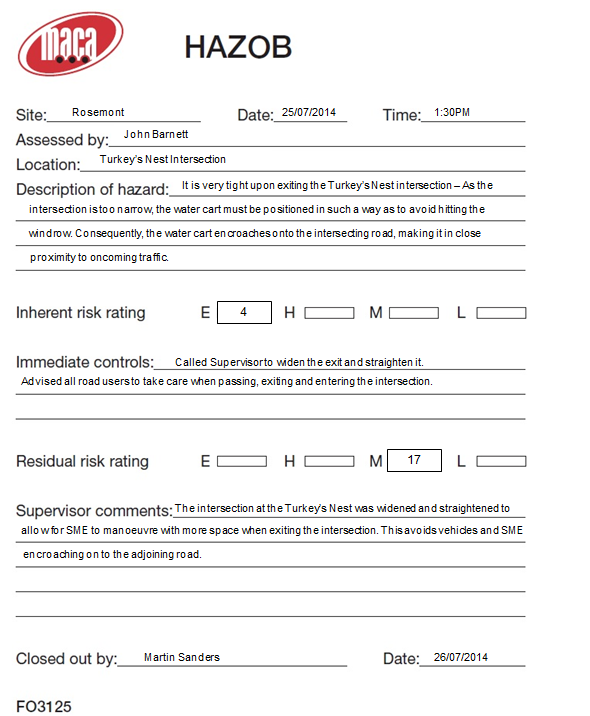 maca
HAZOB
Site: Rosemont Date: 25/07/2014 Time: 1:30PM
Assessed by: John Barnett
Location: Turkey's Nest Intersection
Description of hazard: It is very tight upon exiting the Turkey's Nest intersection – As the
intersection is too narrow, the water cart must be positioned in such a way as to avoid hitting the
windrow. Consequently, the water cart encroaches onto the intersecting road, making it in close
proximity to oncoming traffic.
Inherent risk rating E 4 H M L
Immediate controls: Called Supervisor to widen the exit and straighten it.
Advised all road users to take care when passing, exiting and entering the intersection.
Residual risk rating E H M 17 L
Supervisor comments: The intersection at the Turkey's Nest was widened and straightened to
allow for SME to manoeuvre with more space when exiting the intersection. This avoids vehicles and SME
encroaching on to the adjoining road.
Closed out by: Martin Sanders Date: 26/07/2014
FO3125